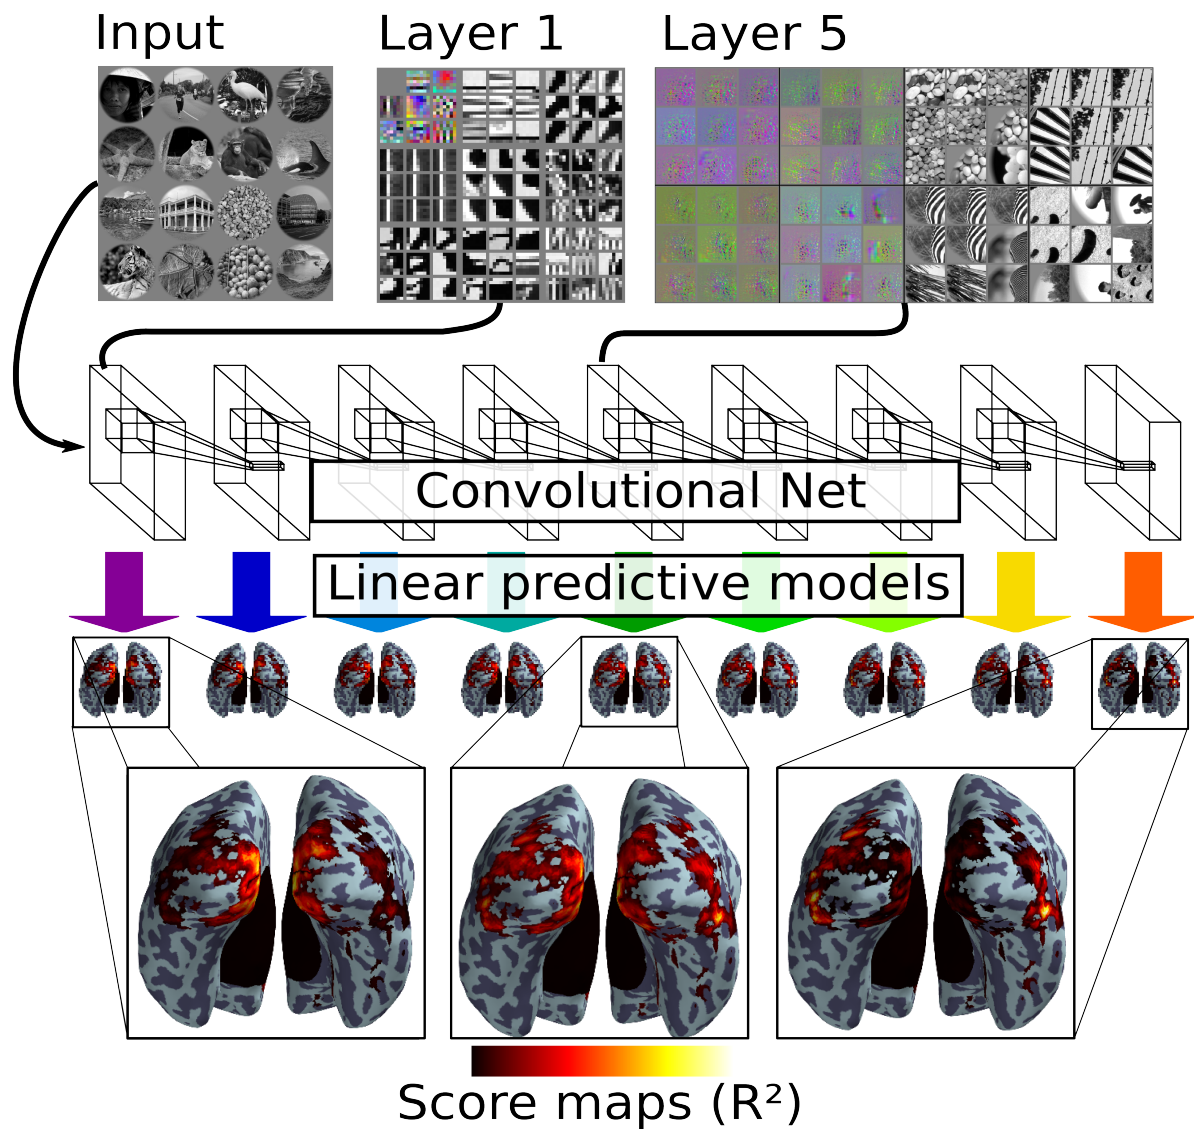 Input
Layer 1
Layer 5
Convolutional Net
Linear predictive models
Score maps (R²)